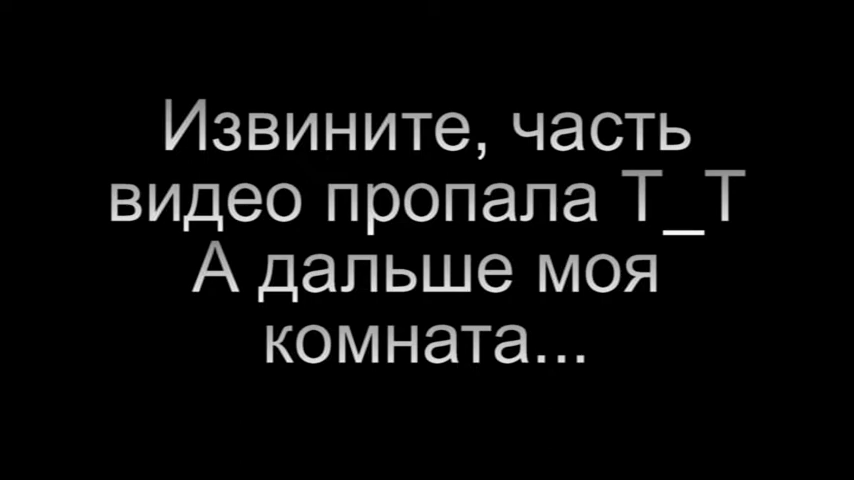 Извините, часть
видео пропала Т_Т
А дальше моя
комната...